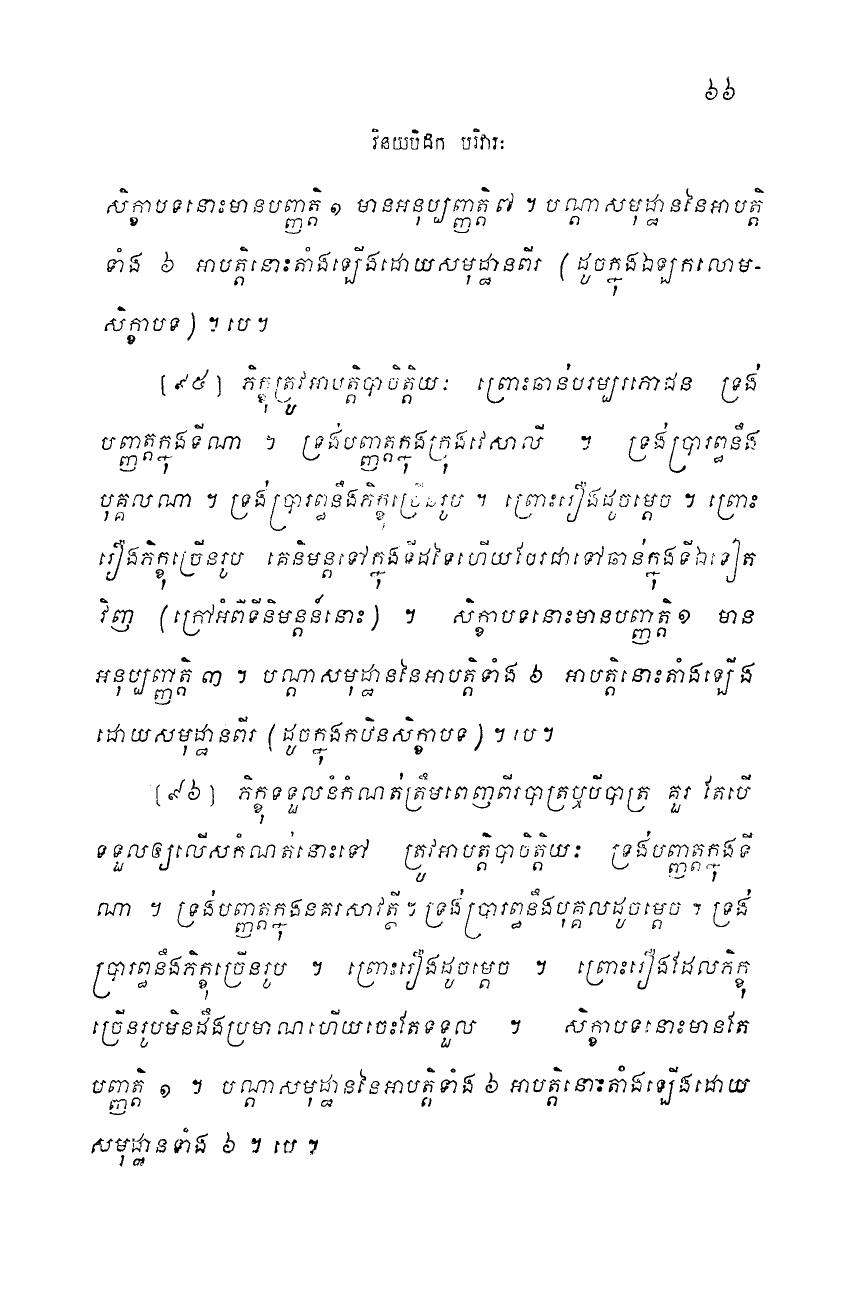 ៦៦
វិនយបិដក បរិវារៈ
សិក្ខាបទនោះមានបញ្ញត្តិ ១ មានអនុប្បញ្ញត្តិ ៧ ។ បណ្តាសមុដ្ឋាននៃអាបត្តិ
ទាំង ៦ អាបត្តិនោះតាំងឡើងដោយសមុដ្ឋានពីរ (ដូចក្នុងឯឡកលោម-
សិក្ខាបទ) ។ បេ ។
[៩៥] ភិក្ខុត្រូវអាបត្តិបាចិត្តិយៈ ព្រោះឆាន់បរម្បរភោជន ទ្រង់
បញ្ញត្តក្នុងទីណា ។ ទ្រង់បញ្ញត្តក្នុងក្រុងវេសាលី ។ ទ្រង់ប្រារព្ធនឹង
បុគ្គលណា ។ ទ្រង់ប្រារព្ធនឹងភិក្ខុច្រើនរូប ។ ព្រោះរឿងដូចម្តេច ។ ព្រោះ
រឿងភិក្ខុច្រើនរូប គេនិមន្តទៅក្នុងទីដទៃហើយបែរជាទៅឆាន់ក្នុងទីឯទៀត
វិញ (ក្រៅអំពីទីនិមន្តន៍នោះ) ។ សិក្ខាបទនោះមានបញ្ញត្តិ ១ មាន
អនុប្បញ្ញត្តិ ៣ ។ បណ្តាសមុដ្ឋាននៃអាបត្តិទាំង ៦ អាបត្តិនោះតាំងឡើង
ដោយសមុដ្ឋានពីរ (ដូចក្នុងកឋិនសិក្ខាបទ) ។ បេ ។
[៩៦] ភិក្ខុទទួលនំកំណត់ត្រឹមពេញពីរបាត្រឬបីបាត្រ គួរ តែបើ
ទទួលឲ្យលើសកំណត់នោះទៅ ត្រូវអាបត្តិបាចិត្តិយៈ ទ្រង់បញ្ញត្តក្នុងទី
ណា ។ ទ្រង់បញ្ញត្តក្នុងនគរសាវត្ថី ។ ទ្រង់ប្រារព្ធនឹងបុគ្គលដូចម្តេច ។ ទ្រង់
ប្រារព្ធនឹងភិក្ខុច្រើនរូប ។ ព្រោះរឿងដូចម្តេច ។ ព្រោះរឿងដែលភិក្ខុ
ច្រើនរូបមិនដឹងប្រមាណហើយចេះតែទទួល ។ សិក្ខាបទនោះមានតែ
បញ្ញត្តិ ១ ។ បណ្តាសមុដ្ឋាននៃអាបត្តិទាំង ៦ អាបត្តិនោះតាំងឡើងដោយ
សមុដ្ឋានទាំង ៦ ។ បេ ។